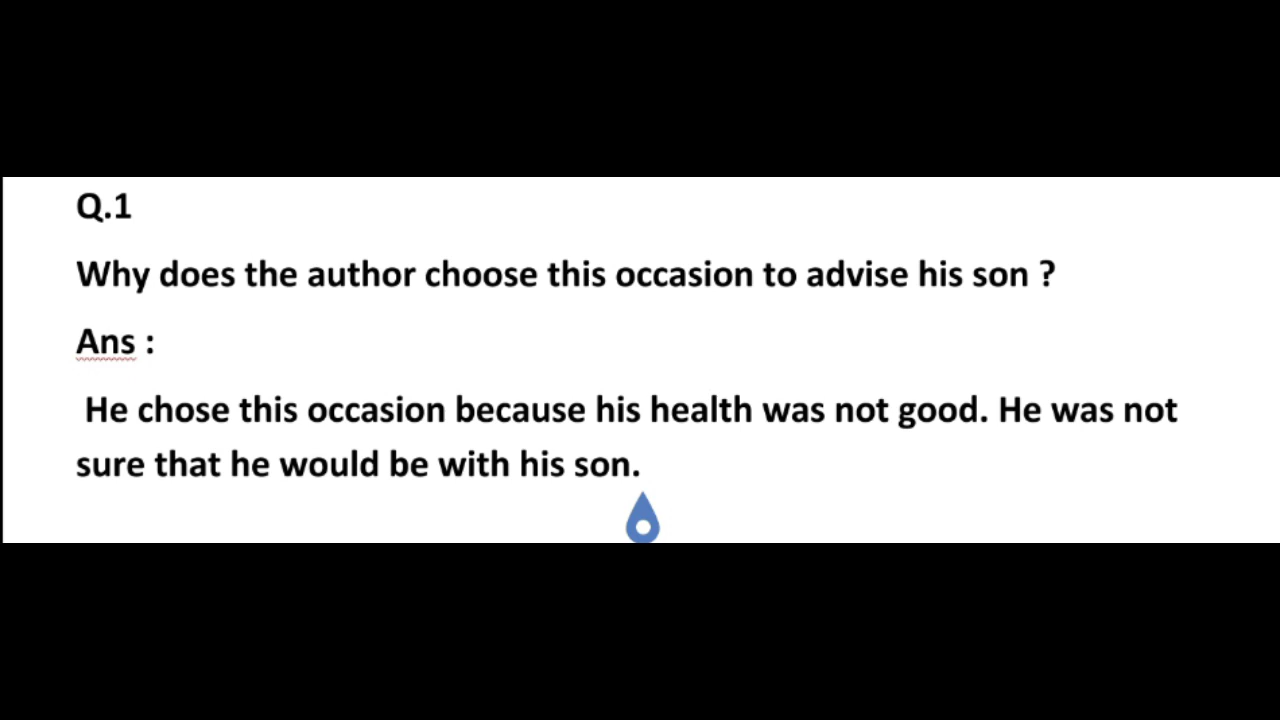 Q.1
Why does the author choose this occasion to advise his son ?
Ans :
He chose this occasion because his health was not good. He was not
sure that he would be with his son.